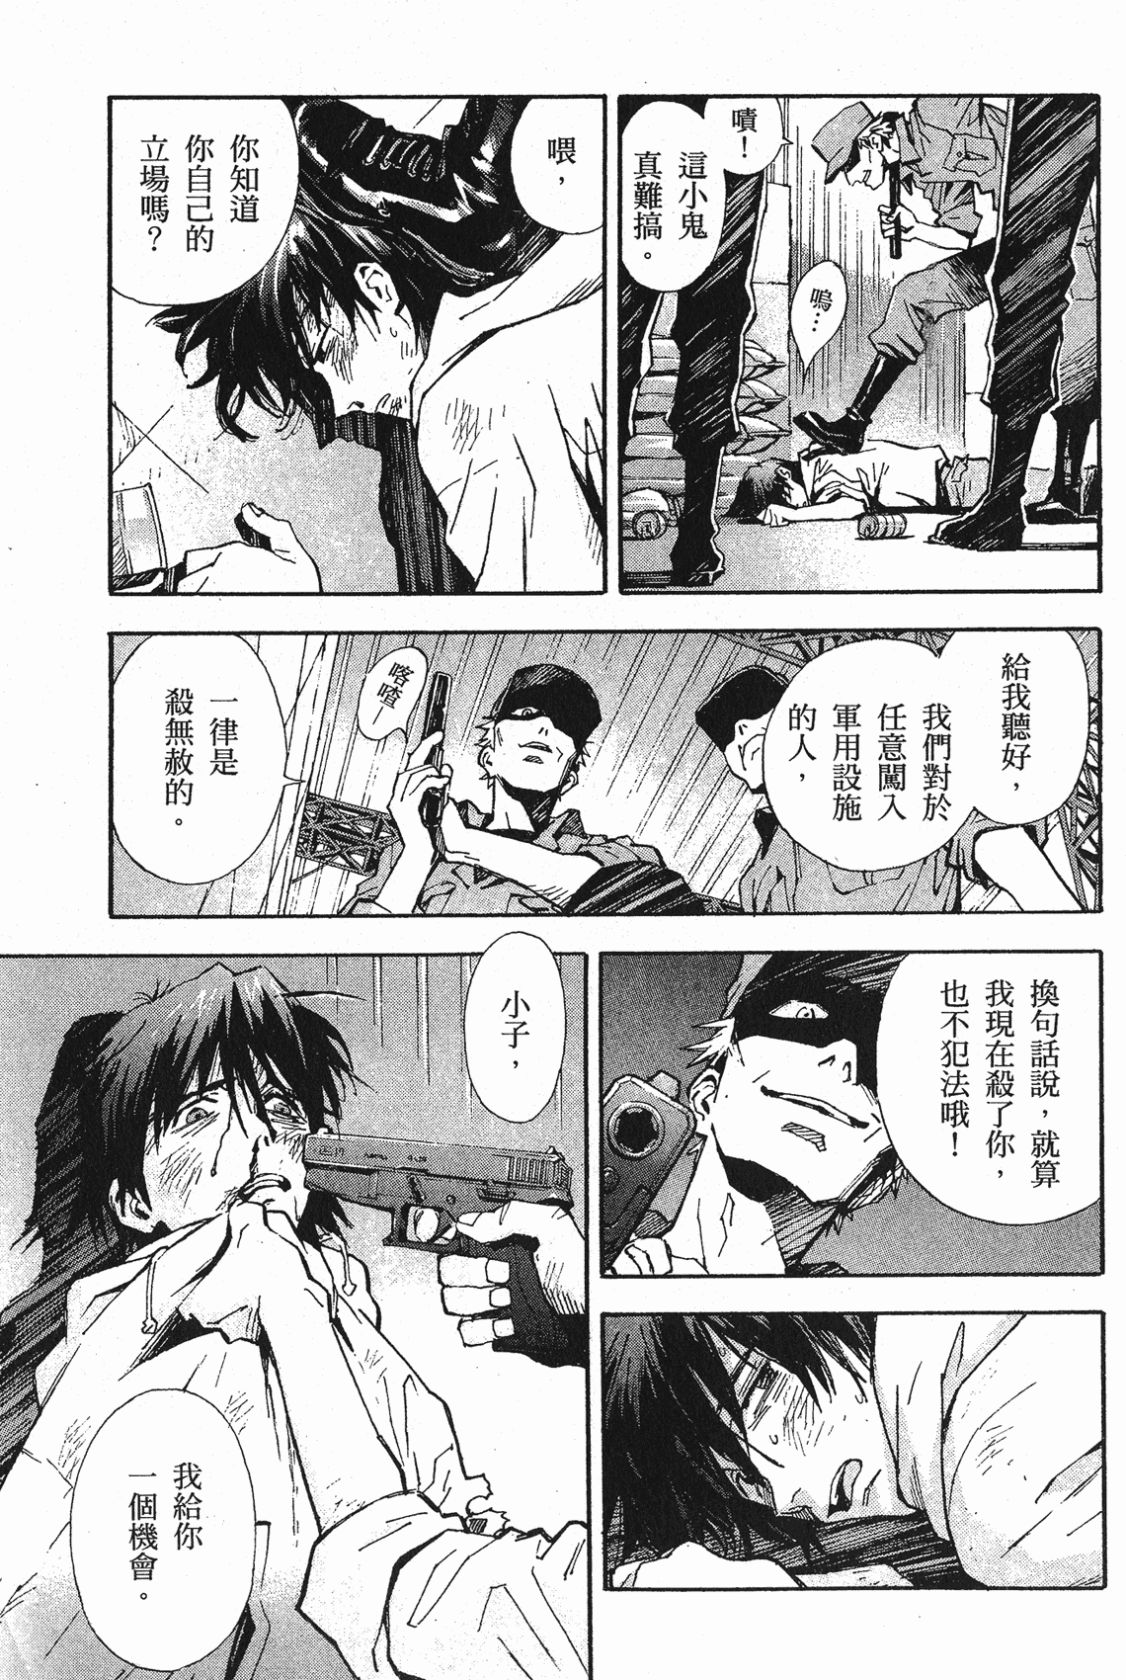 嘖！
這小鬼
真難搞。
嗚…
喂，
你知道
你自己的
立場嗎？
給我聽好，
我們對於
任意闖入
軍用設施
的人，
喀喳－
一律是
殺無赦的。
換句話說，就算
我現在殺了你，
也不犯法哦！
小子，
我給你
一個機會。